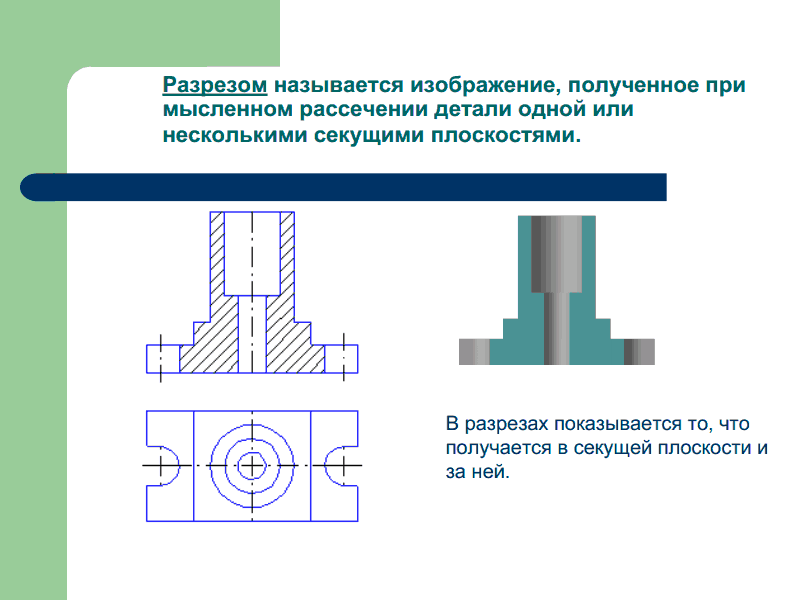 Разрезом называется изображение, полученное при
мысленном рассечении детали одной или
несколькими секущими плоскостями.
В разрезах показывается то, что
получается в секущей плоскости и
за ней.